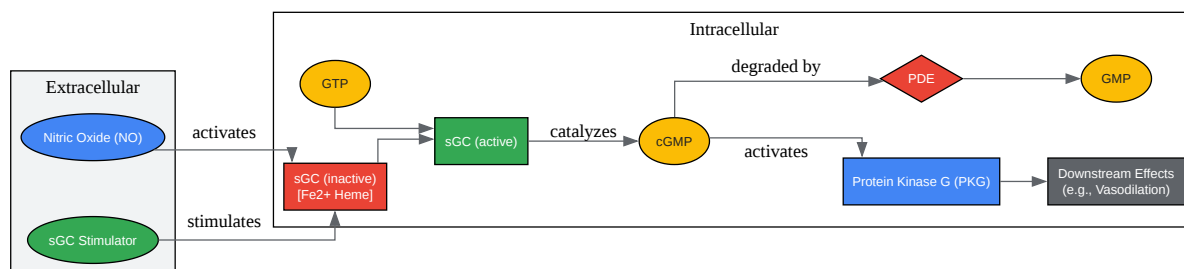 Intracellular
Extracellular
Nitric Oxide (NO)
activates
sGC Stimulator
stimulates
GTP
sGC (inactive)
[Fe2+ Heme]
sGC (active)
catalyzes
cGMP
degraded by
PDE
GMP
activates
Protein Kinase G (PKG)
Downstream Effects
(e.g., Vasodilation)